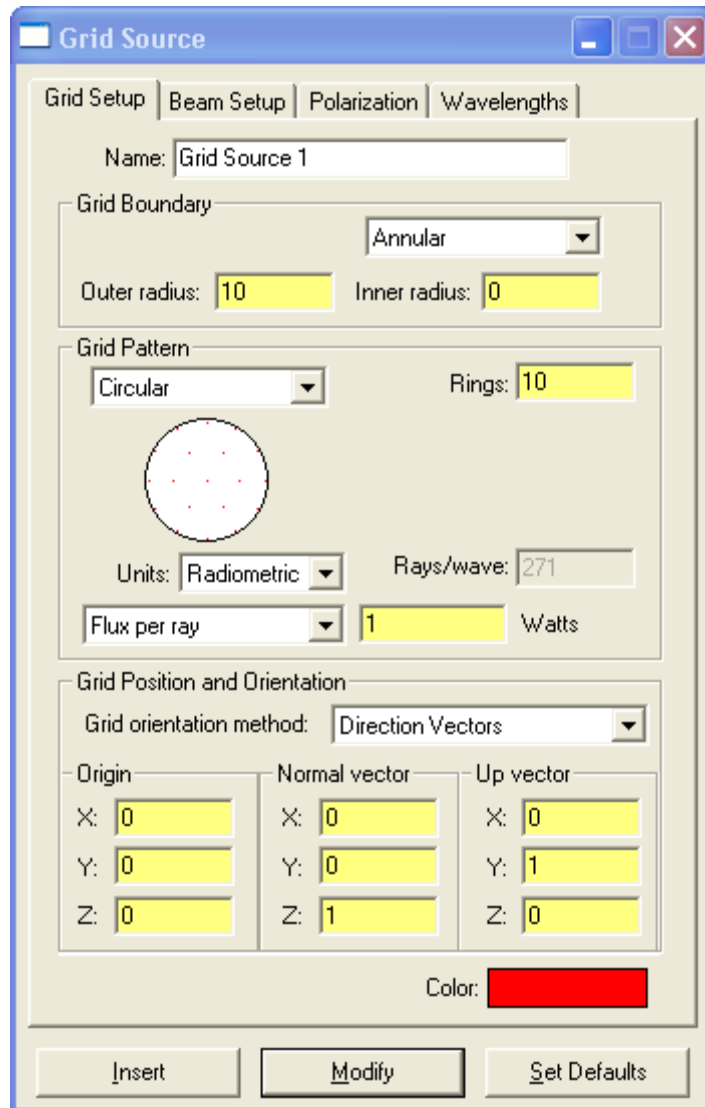 Grid Source
Grid Setup Beam Setup Polarization Wavelengths
Name: Grid Source 1
Grid Boundary
Annular
Outer radius: 10 Inner radius: 0
Grid Pattern
Circular Rings: 10
Units: Radiometric Rays/wave: 271
Flux per ray 1 Watts
Grid Position and Orientation
Grid orientation method: Direction Vectors
Origin Normal vector Up vector
X: 0 X: 0 X: 0
Y: 0 Y: 0 Y: 1
Z: 0 Z: 1 Z: 0
Color:
Insert Modify Set Defaults